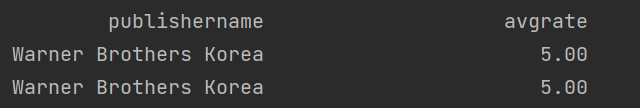 publishername avgrate
Warner Brothers Korea 5.00
Warner Brothers Korea 5.00